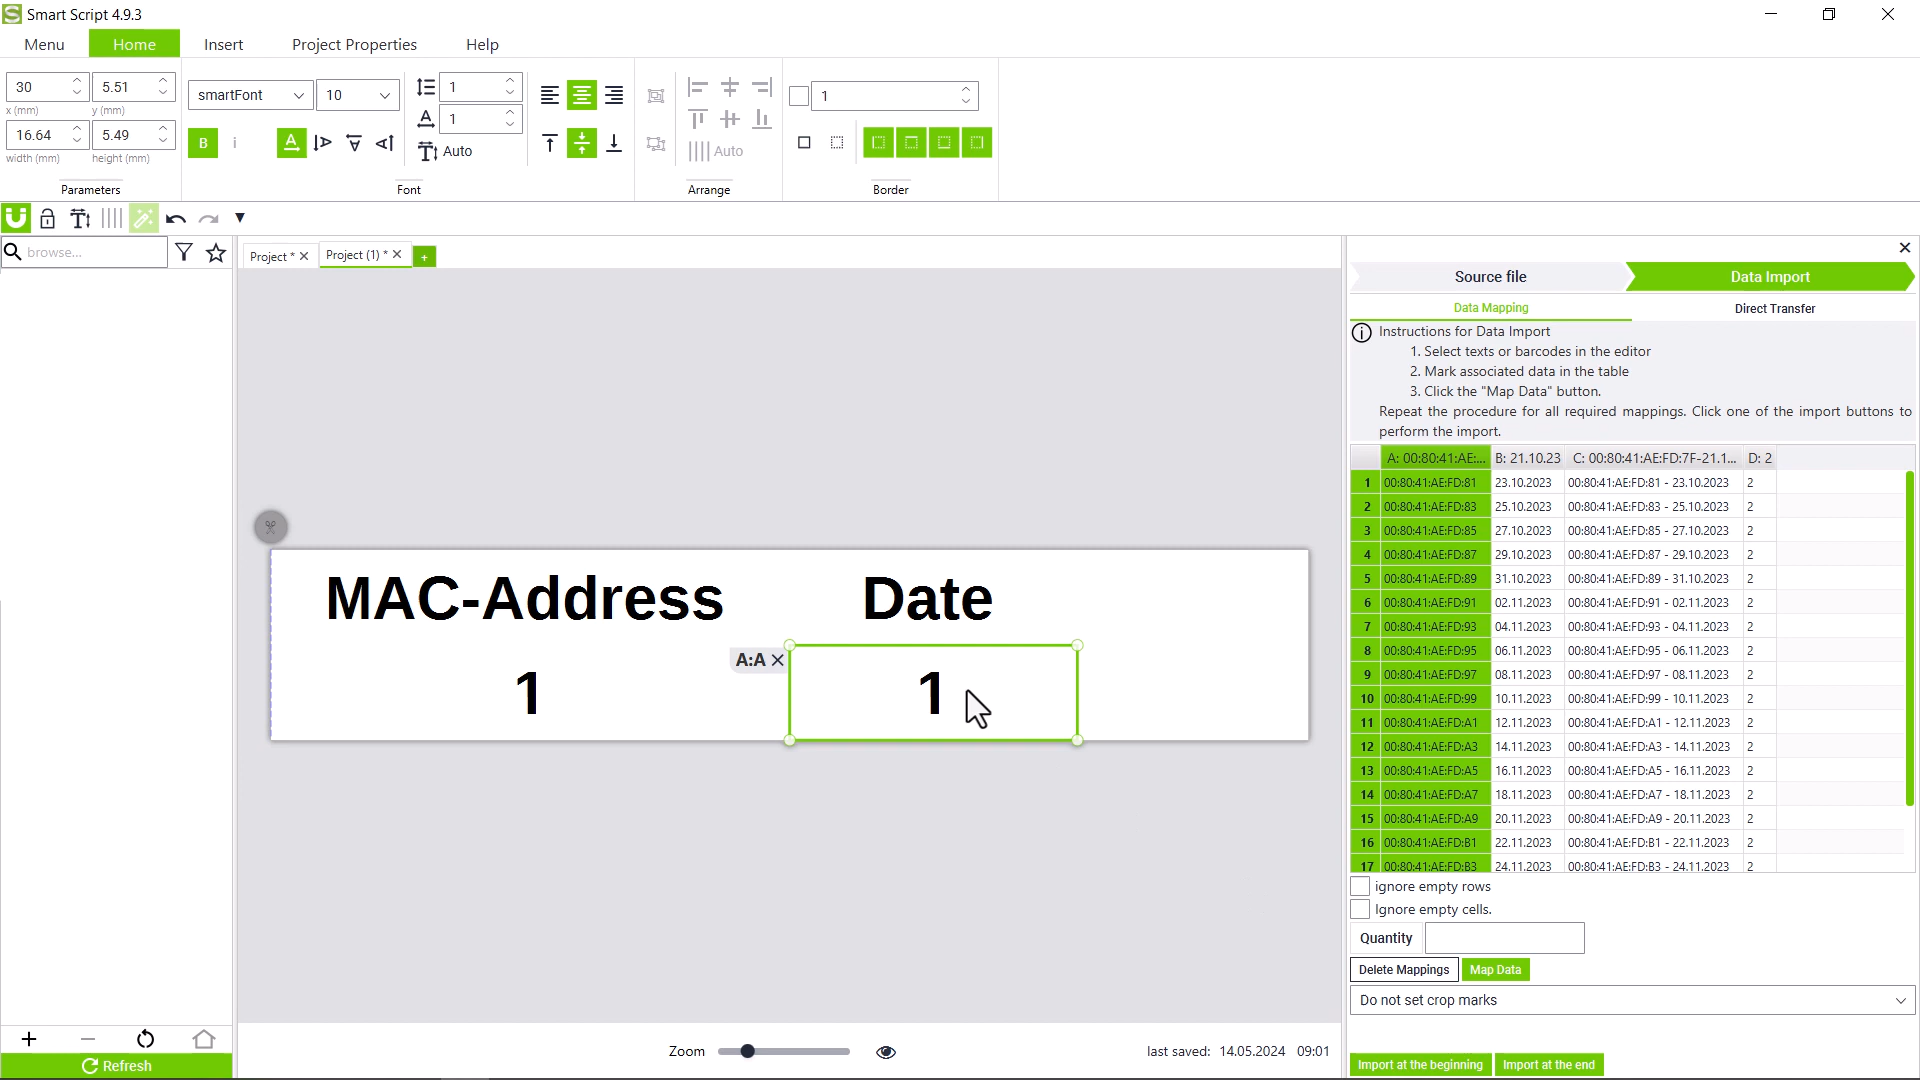 Smart Script 4.9.3
Menu Home Insert Project Properties Help
30 5.51
x (mm) y (mm)
16.64 5.49
width (mm) height (mm)
Parameters
smartFont 10
B i
1
1
Auto
Font
Auto
Arrange
1
Border
browse...
Project * Project (1) * +
Source file Data Import
Data Mapping Direct Transfer
Instructions for Data Import
1. Select texts or barcodes in the editor
2. Mark associated data in the table
3. Click the "Map Data" button.
Repeat the procedure for all required mappings. Click one of the import buttons to
perform the import.
A: 00:80:41:AE:... B: 21.10.23 C: 00:80:41:AE:FD:7F-21.1... D: 2
1 00:80:41:AE:FD:81 23.10.2023 00:80:41:AE:FD:81 - 23.10.2023 2
2 00:80:41:AE:FD:83 25.10.2023 00:80:41:AE:FD:83 - 25.10.2023 2
3 00:80:41:AE:FD:85 27.10.2023 00:80:41:AE:FD:85 - 27.10.2023 2
4 00:80:41:AE:FD:87 29.10.2023 00:80:41:AE:FD:87 - 29.10.2023 2
5 00:80:41:AE:FD:89 31.10.2023 00:80:41:AE:FD:89 - 31.10.2023 2
6 00:80:41:AE:FD:91 02.11.2023 00:80:41:AE:FD:91 - 02.11.2023 2
7 00:80:41:AE:FD:93 04.11.2023 00:80:41:AE:FD:93 - 04.11.2023 2
8 00:80:41:AE:FD:95 06.11.2023 00:80:41:AE:FD:95 - 06.11.2023 2
9 00:80:41:AE:FD:97 08.11.2023 00:80:41:AE:FD:97 - 08.11.2023 2
10 00:80:41:AE:FD:99 10.11.2023 00:80:41:AE:FD:99 - 10.11.2023 2
11 00:80:41:AE:FD:A1 12.11.2023 00:80:41:AE:FD:A1 - 12.11.2023 2
12 00:80:41:AE:FD:A3 14.11.2023 00:80:41:AE:FD:A3 - 14.11.2023 2
13 00:80:41:AE:FD:A5 16.11.2023 00:80:41:AE:FD:A5 - 16.11.2023 2
14 00:80:41:AE:FD:A7 18.11.2023 00:80:41:AE:FD:A7 - 18.11.2023 2
15 00:80:41:AE:FD:A9 20.11.2023 00:80:41:AE:FD:A9 - 20.11.2023 2
16 00:80:41:AE:FD:B1 22.11.2023 00:80:41:AE:FD:B1 - 22.11.2023 2
17 00:80:41:AE:FD:B3 24.11.2023 00:80:41:AE:FD:B3 - 24.11.2023 2
MAC-Address Date
A:A
1 1
ignore empty rows
Ignore empty cells.
Quantity
Delete Mappings Map Data
Do not set crop marks
Import at the beginning Import at the end
Zoom last saved: 14.05.2024 09:01
Refresh